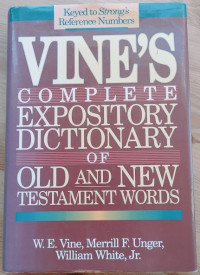 Keyed to Strong's
Reference Numbers
VINE'S
COMPLETE
EXPOSITORY
DICTIONARY
OF
OLD AND NEW
TESTAMENT WORDS
W. E. Vine, Merrill F. Unger,
William White, Jr.